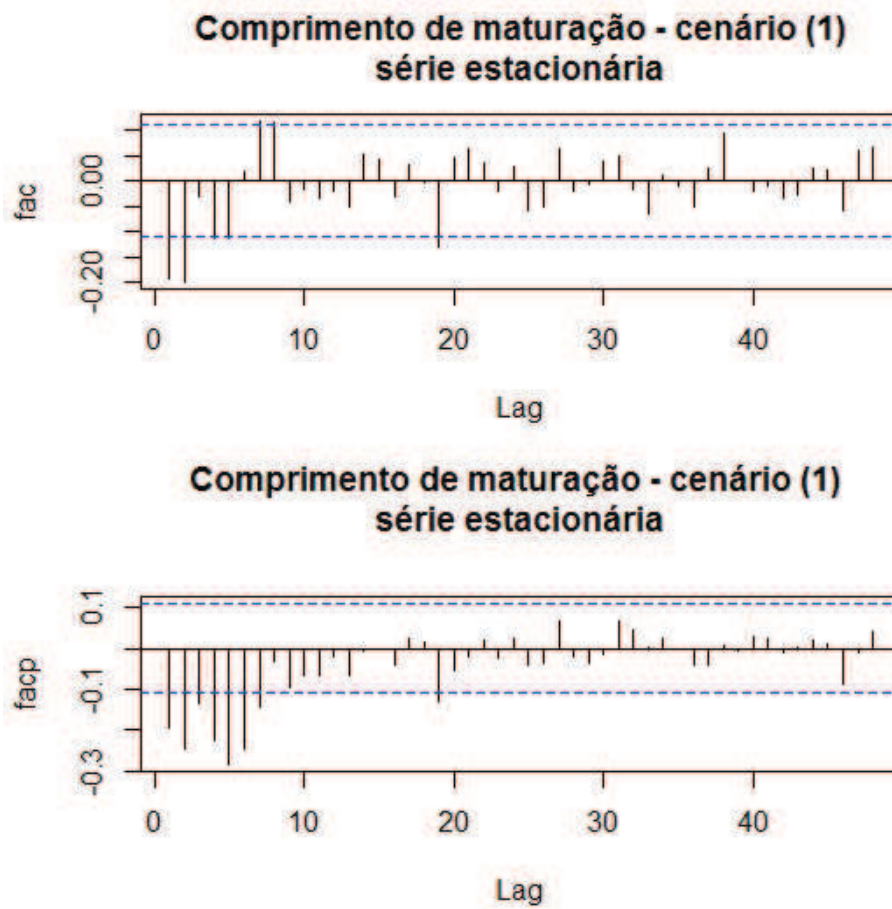 Comprimento de maturação - cenário (1)
série estacionária
0.00
-0.20
fac
0 10 20 30 40
Lag
Comprimento de maturação - cenário (1)
série estacionária
0.1
-0.1
-0.3
facp
0 10 20 30 40
Lag